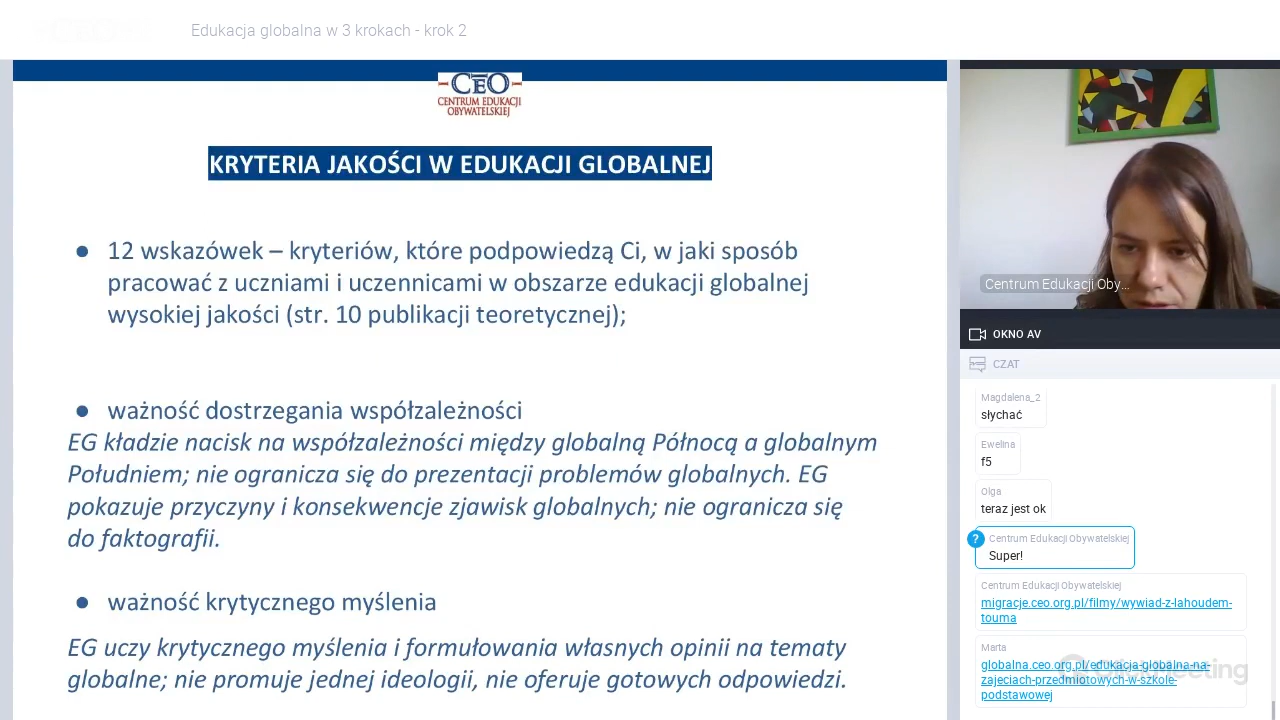 Edukacja globalna w 3 krokach - krok 2
CEO
CENTRUM EDUKACJI
OBYWATELSKIEJ
KRYTERIA JAKOŚCI W EDUKACJI GLOBALNEJ
● 12 wskazówek – kryteriów, które podpowiedzą Ci, w jaki sposób
pracować z uczniami i uczennicami w obszarze edukacji globalnej
wysokiej jakości (str. 10 publikacji teoretycznej);
● ważność dostrzegania współzależności
EG kładzie nacisk na współzależności między globalną Północą a globalnym
Południem; nie ogranicza się do prezentacji problemów globalnych. EG
pokazuje przyczyny i konsekwencje zjawisk globalnych; nie ogranicza się
do faktografii.
● ważność krytycznego myślenia
EG uczy krytycznego myślenia i formułowania własnych opinii na tematy
globalne; nie promuje jednej ideologii, nie oferuje gotowych odpowiedzi.
Centrum Edukacji Oby...
OKNO AV
CZAT
Magdalena_2
słychać
Ewelina
f5
Olga
teraz jest ok
?
Centrum Edukacji Obywatelskiej
Super!
Centrum Edukacji Obywatelskiej
migracje.ceo.org.pl/filmy/wywiad-z-lahoudem-
touma
Marta
globalna.ceo.org.pl/edukacja-globalna-na-
zajeciach-przedmiotowych-w-szkole-
podstawowej